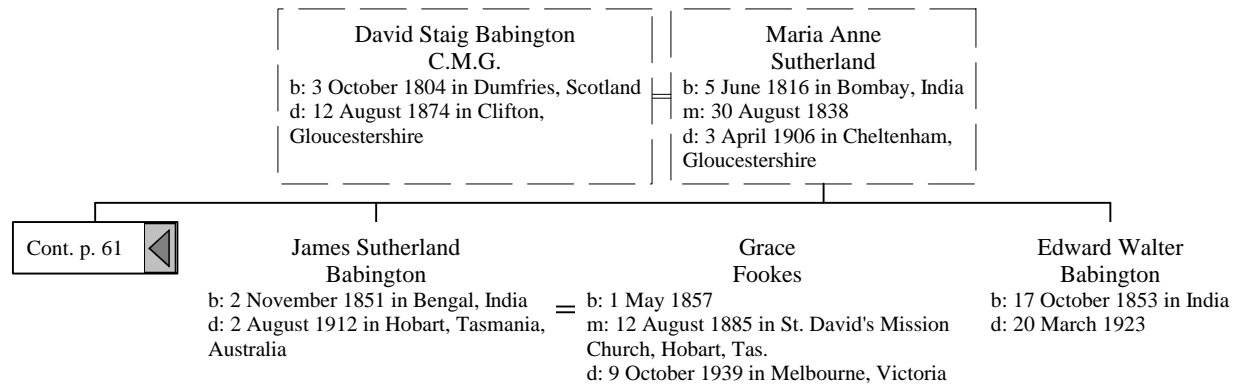 David Staig Babington
C.M.G.
b: 3 October 1804 in Dumfries, Scotland
d: 12 August 1874 in Clifton,
Gloucestershire
Maria Anne
Sutherland
b: 5 June 1816 in Bombay, India
m: 30 August 1838
d: 3 April 1906 in Cheltenham,
Gloucestershire
Cont. p. 61
James Sutherland
Babington
b: 2 November 1851 in Bengal, India
d: 2 August 1912 in Hobart, Tasmania,
Australia
=
Grace
Fookes
b: 1 May 1857
m: 12 August 1885 in St. David's Mission
Church, Hobart, Tas.
d: 9 October 1939 in Melbourne, Victoria
Edward Walter
Babington
b: 17 October 1853 in India
d: 20 March 1923